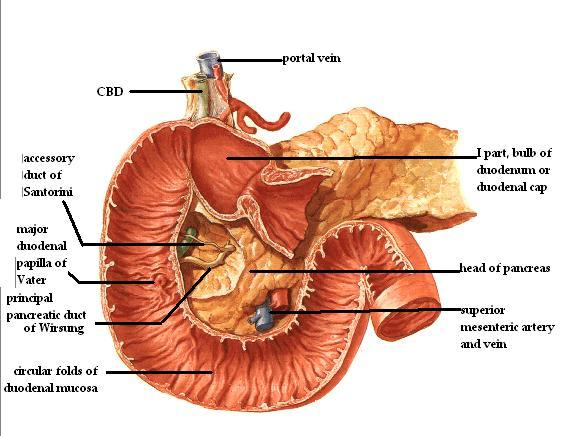 portal vein
CBD
I part, bulb of
duodenum or
duodenal cap
accessory
duct of
Santorini
major
duodenal
papilla of
Vater
head of pancreas
principal
pancreatic duct
of Wirsung
superior
mesenteric artery
and vein
circular folds of
duodenal mucosa